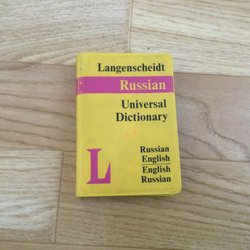 Langenscheidt
Russian
Universal
Dictionary
L
Russian
English
English
Russian